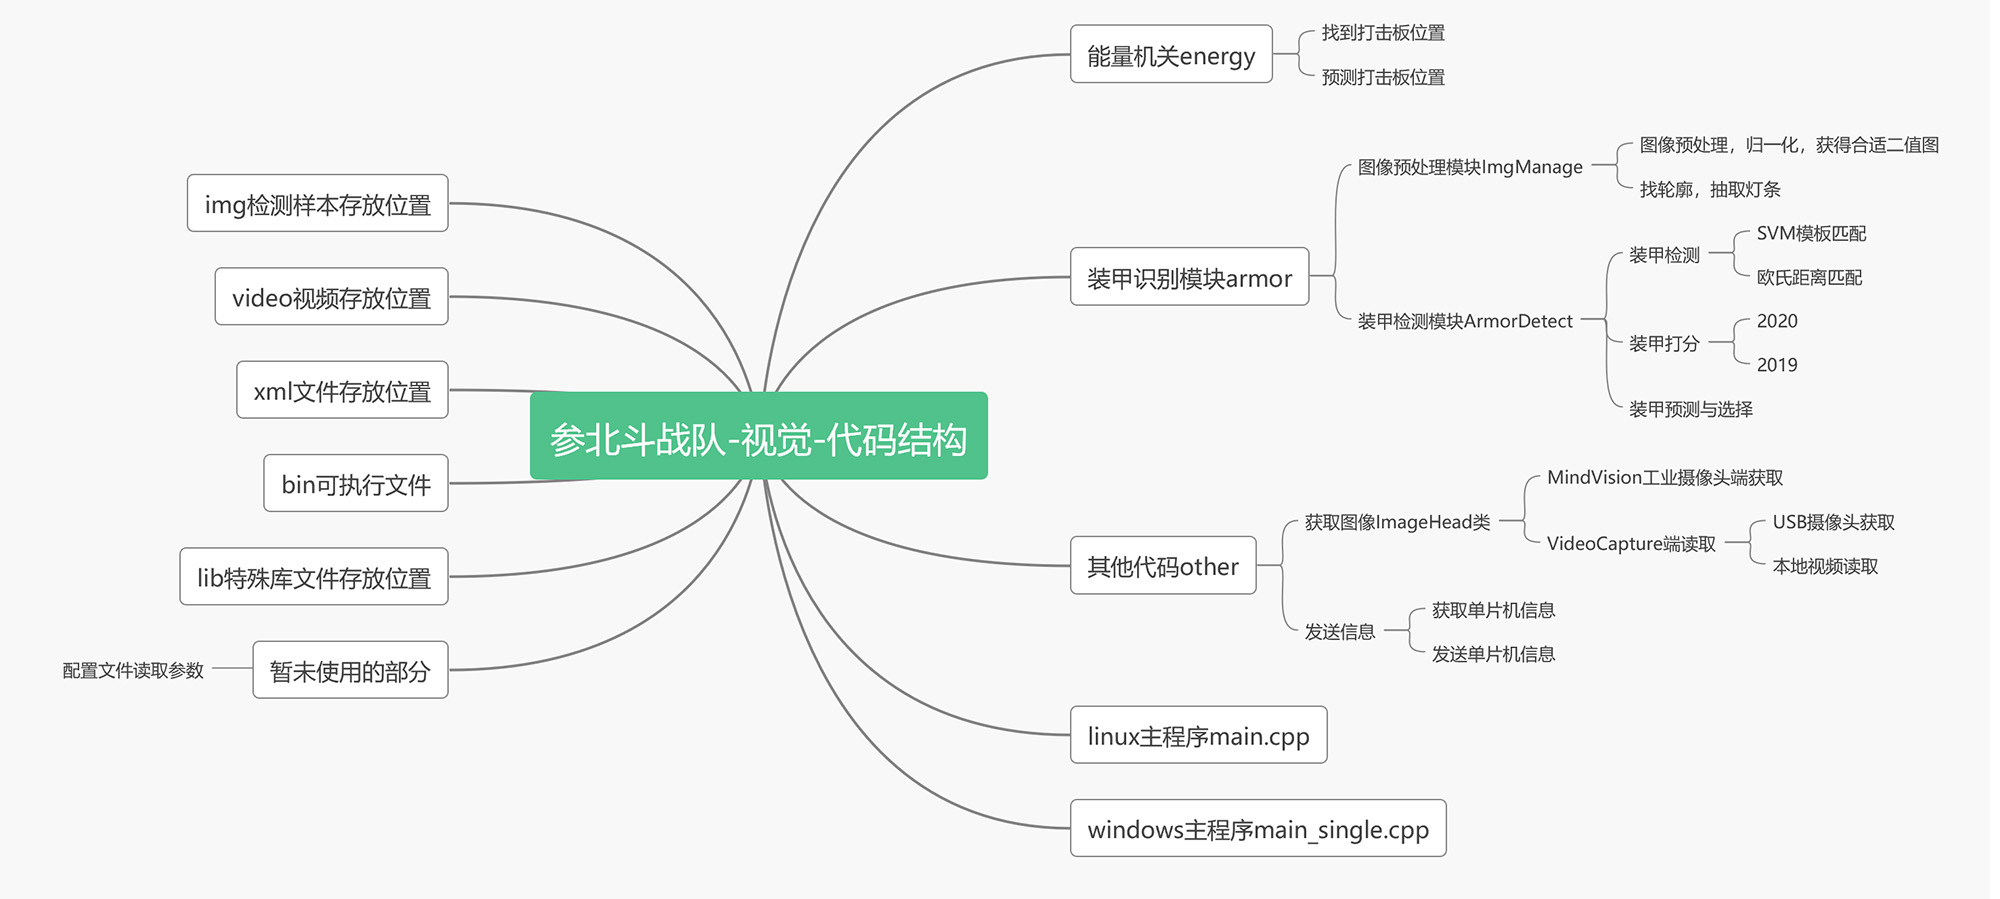 参北斗战队-视觉-代码结构
能量机关energy
找到打击板位置
预测打击板位置
装甲识别模块armor
图像预处理模块ImgManage
图像预处理，归一化，获得合适二值图
找轮廓，抽取灯条
装甲检测模块ArmorDetect
装甲检测
SVM模板匹配
欧氏距离匹配
装甲打分
2020
2019
装甲预测与选择
其他代码other
获取图像ImageHead类
MindVision工业摄像头端获取
VideoCapture端读取
USB摄像头获取
本地视频读取
发送信息
获取单片机信息
发送单片机信息
linux主程序main.cpp
windows主程序main_single.cpp
img检测样本存放位置
video视频存放位置
xml文件存放位置
bin可执行文件
lib特殊库文件存放位置
暂未使用的部分
配置文件读取参数